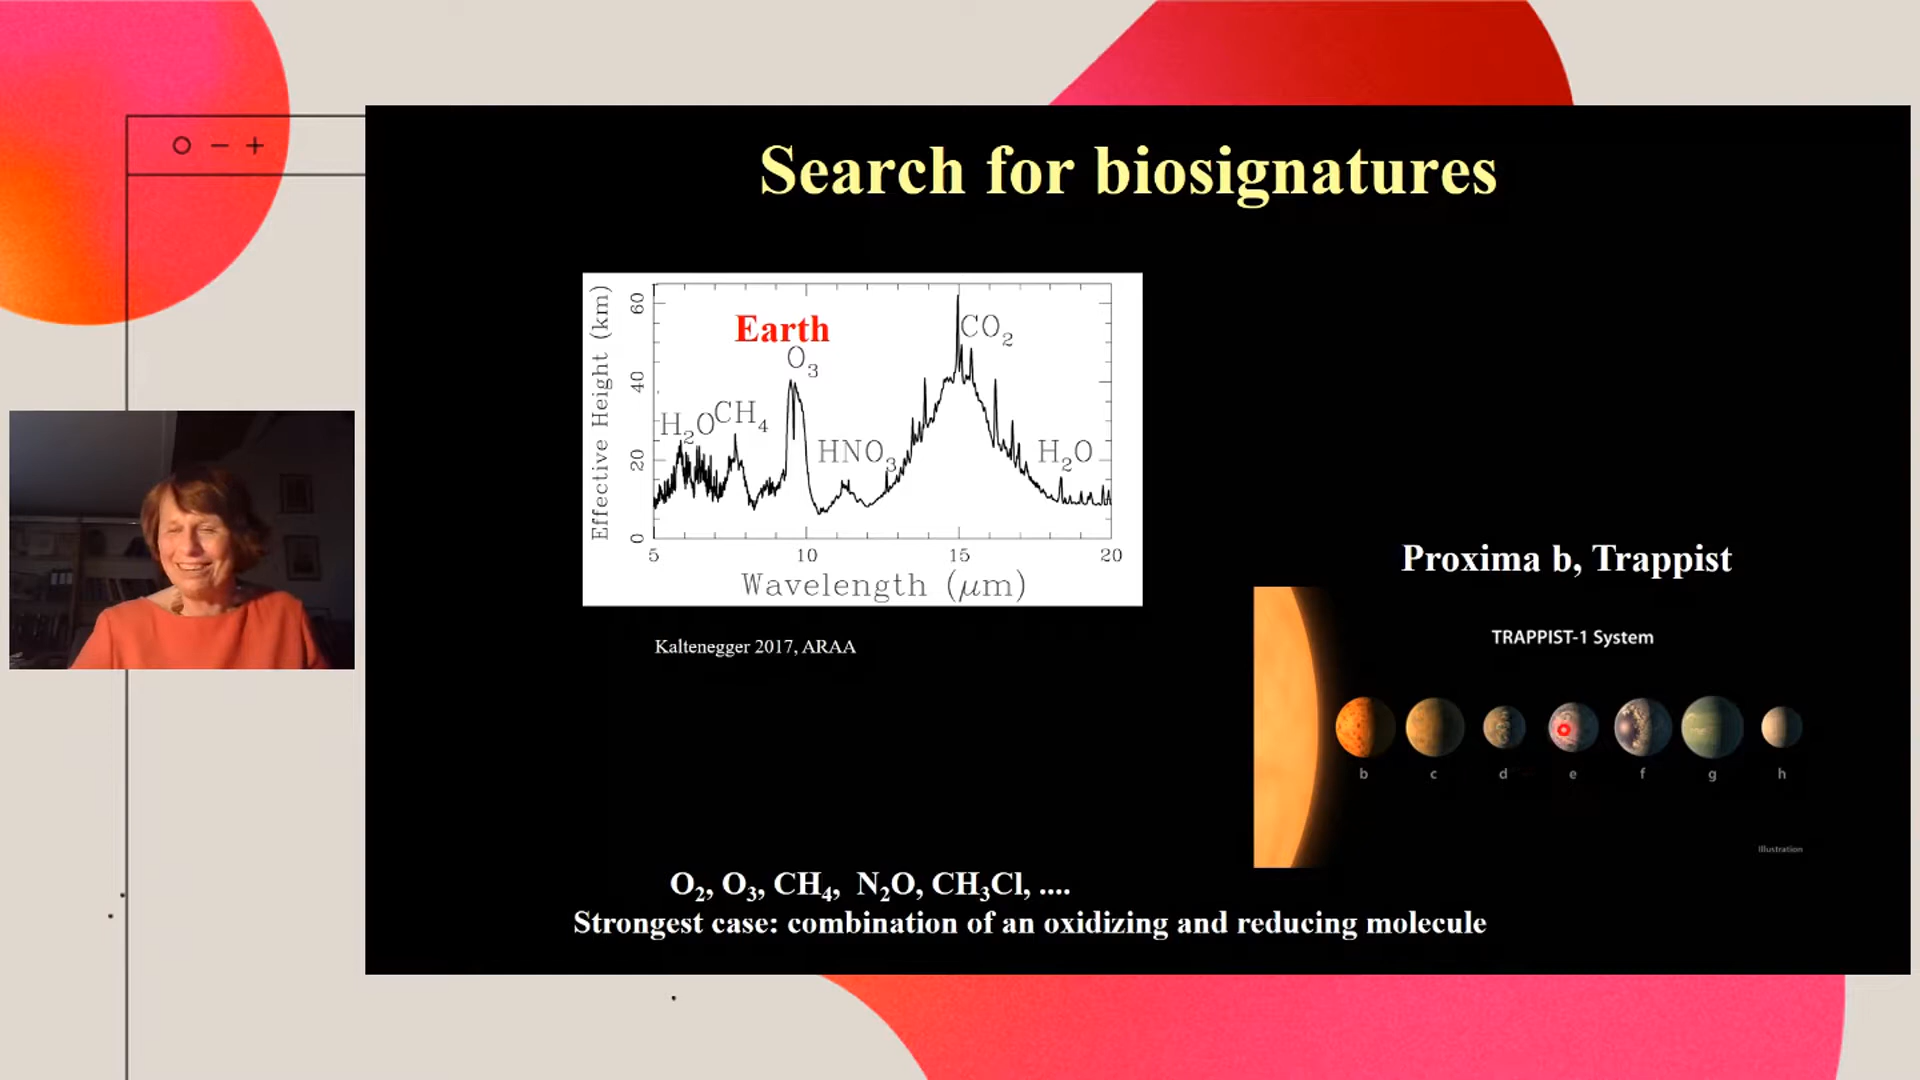 Search for biosignatures
Earth
O₃
CO₂
H₂O
CH₄
HNO₃
H₂O
Effective Height (km)
60
40
20
0
5 10 15 20
Wavelength (μm)
Kaltenegger 2017, ARAA
Proxima b, Trappist
TRAPPIST-1 System
b c d e f g h
Illustration
O₂, O₃, CH₄, N₂O, CH₃Cl, ....
Strongest case: combination of an oxidizing and reducing molecule